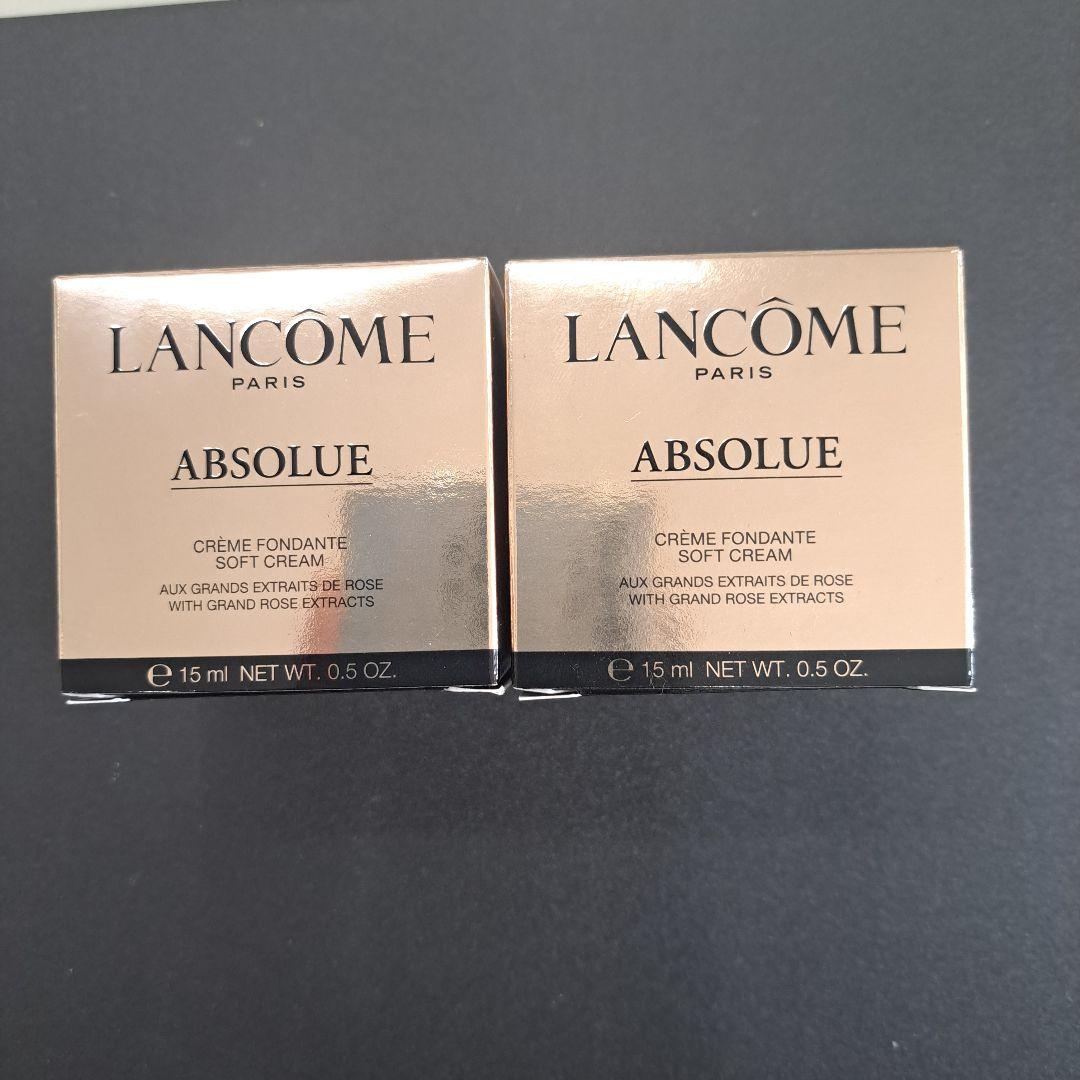 LANCÔME
PARIS
ABSOLUE
CRÈME FONDANTE
SOFT CREAM
AUX GRANDS EXTRAITS DE ROSE
WITH GRAND ROSE EXTRACTS
℮ 15 ml NET WT. 0.5 OZ.
LANCÔME
PARIS
ABSOLUE
CRÈME FONDANTE
SOFT CREAM
AUX GRANDS EXTRAITS DE ROSE
WITH GRAND ROSE EXTRACTS
℮ 15 ml NET WT. 0.5 OZ.